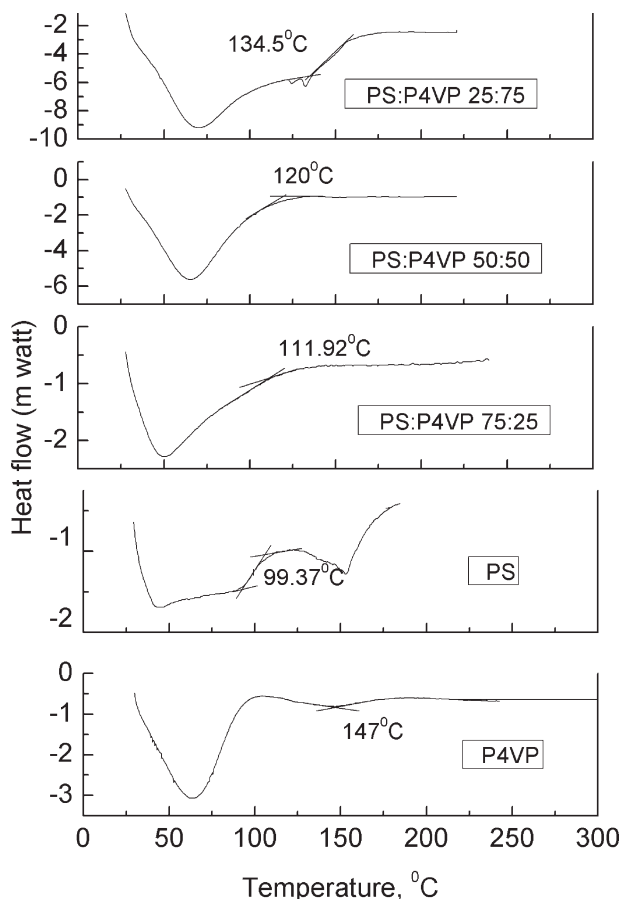 -2
134.5⁰C
-4
-6
PS:P4VP 25:75
-8
-10
0
120⁰C
-2
-4
PS:P4VP 50:50
-6
0
111.92⁰C
-1
PS:P4VP 75:25
-2
-1
99.37⁰C
PS
-2
0
-1
147⁰C
P4VP
-2
-3
0 50 100 150 200 250 300
Heat flow (m watt)
Temperature, ⁰C